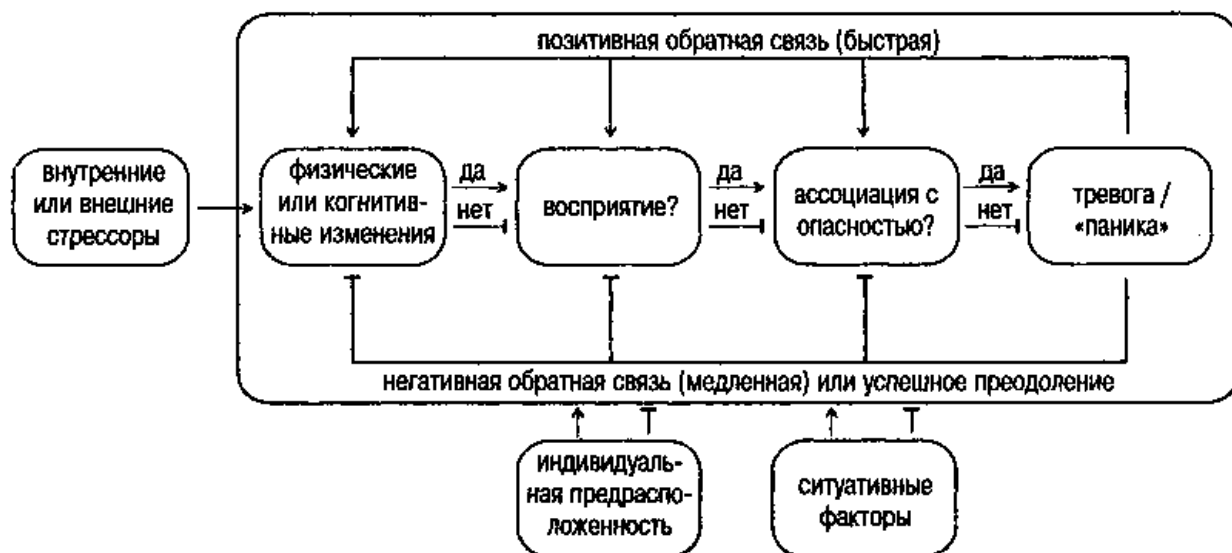 позитивная обратная связь (быстрая)
внутренние
или внешние
стрессоры
физические
или когнитив-
ные изменения
да
нет
восприятие?
да
нет
ассоциация с
опасностью?
да
нет
тревога /
«паника»
негативная обратная связь (медленная) или успешное преодоление
индивидуаль-
ная предраспо-
ложенность
ситуативные
факторы